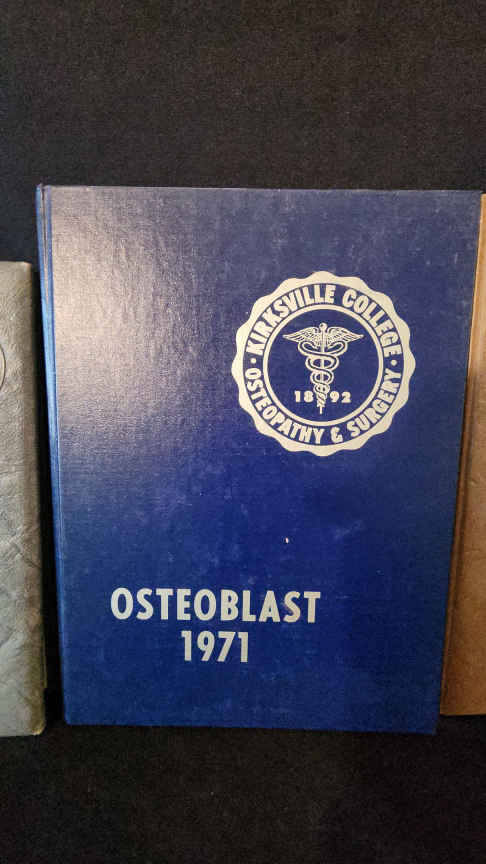 KIRKSVILLE COLLEGE
OSTEOPATHY & SURGERY
1892
OSTEOBLAST
1971